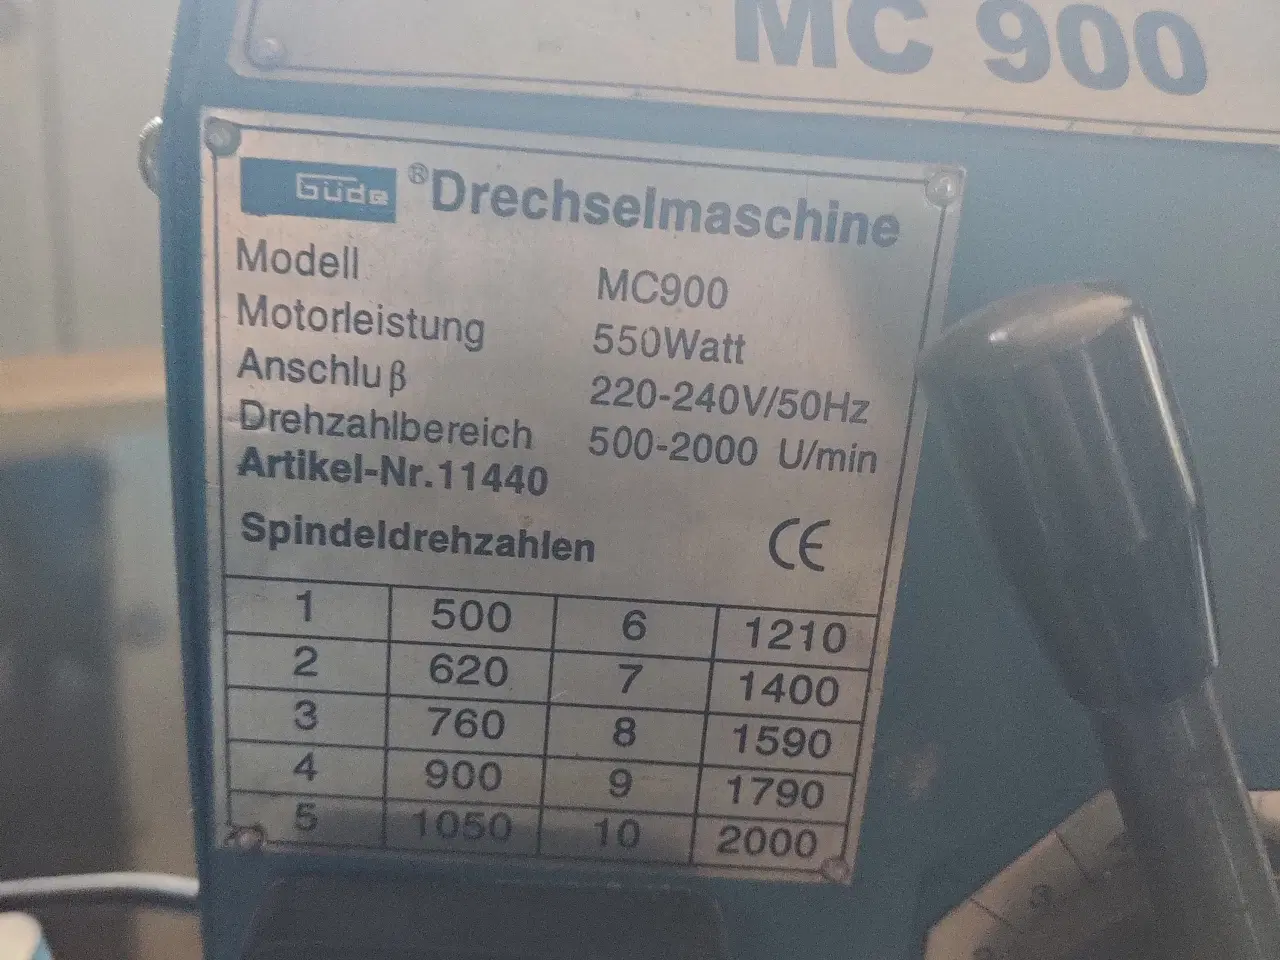 MC 900
Güde ® Drechselmaschine
Modell MC900
Motorleistung 550Watt
Anschluß 220-240V/50Hz
Drehzahlbereich 500-2000 U/min
Artikel-Nr.11440
Spindeldrehzahlen CE
1 500 6 1210
2 620 7 1400
3 760 8 1590
4 900 9 1790
5 1050 10 2000